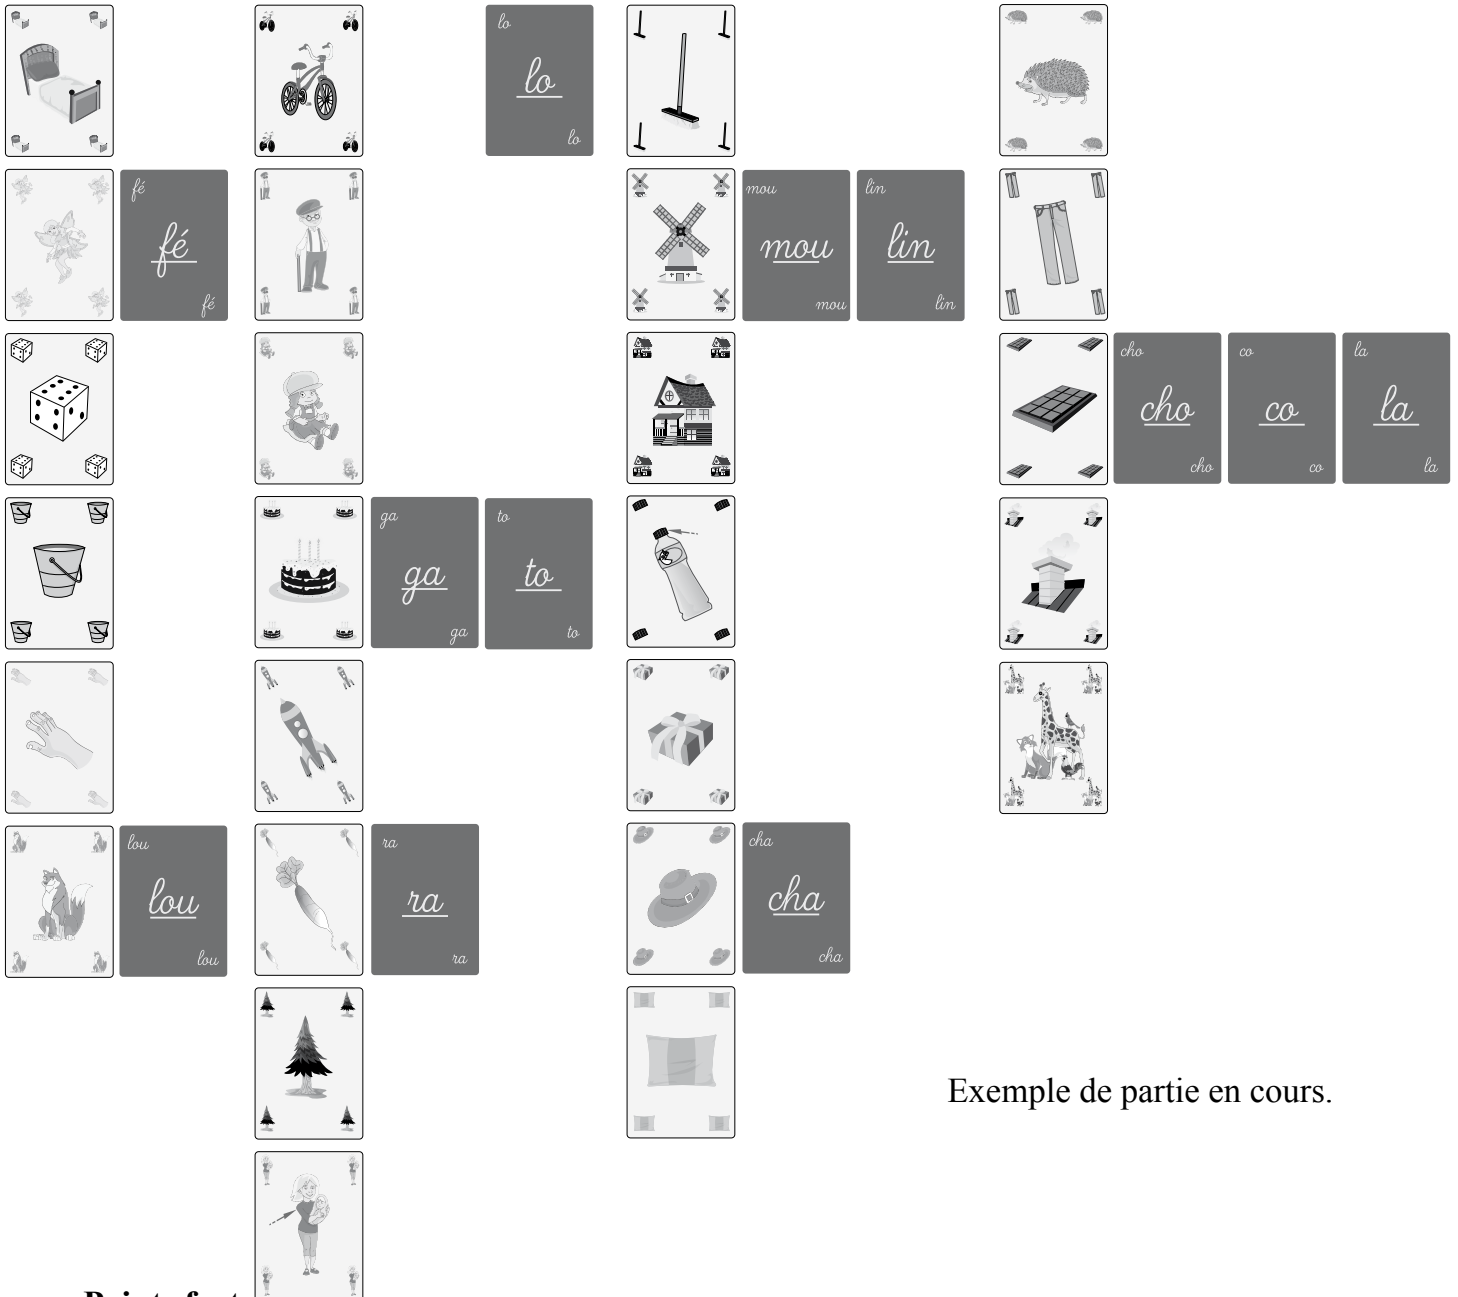 lo
lo
lo
fé
fé
fé
mou
mou
mou
lin
lin
lin
cho
cho
cho
co
co
co
la
la
la
ga
ga
ga
to
to
to
lou
lou
lou
ra
ra
ra
cha
cha
cha
Exemple de partie en cours.